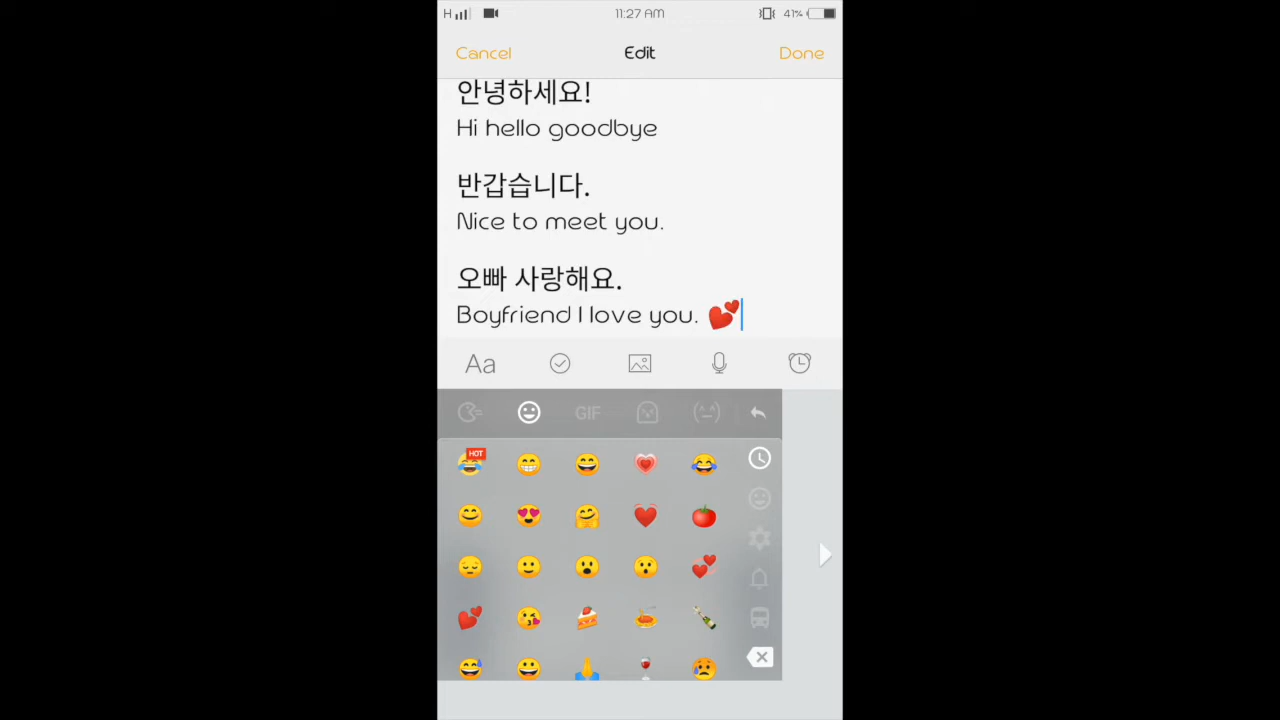 H 11:27 AM 41%
Cancel Edit Done
안녕하세요!
Hi hello goodbye
반갑습니다.
Nice to meet you.
오빠 사랑해요.
Boyfriend I love you. 💕
Aa
GIF
HOT